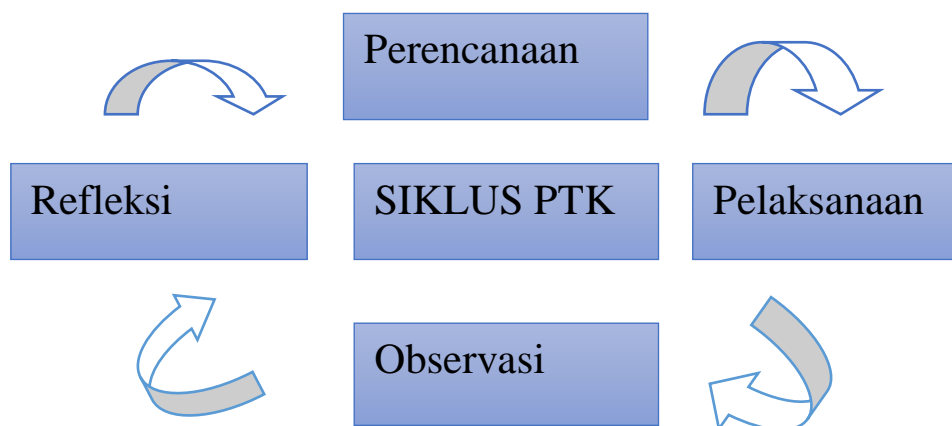 Perencanaan
Refleksi
SIKLUS PTK
Pelaksanaan
Observasi